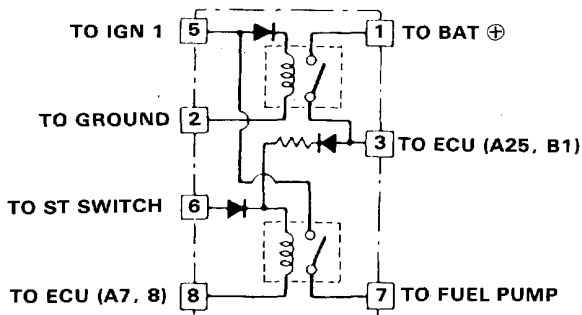 TO IGN 1 5 1 TO BAT ⊕
TO GROUND 2 3 TO ECU (A25, B1)
TO ST SWITCH 6
TO ECU (A7, 8) 8 7 TO FUEL PUMP